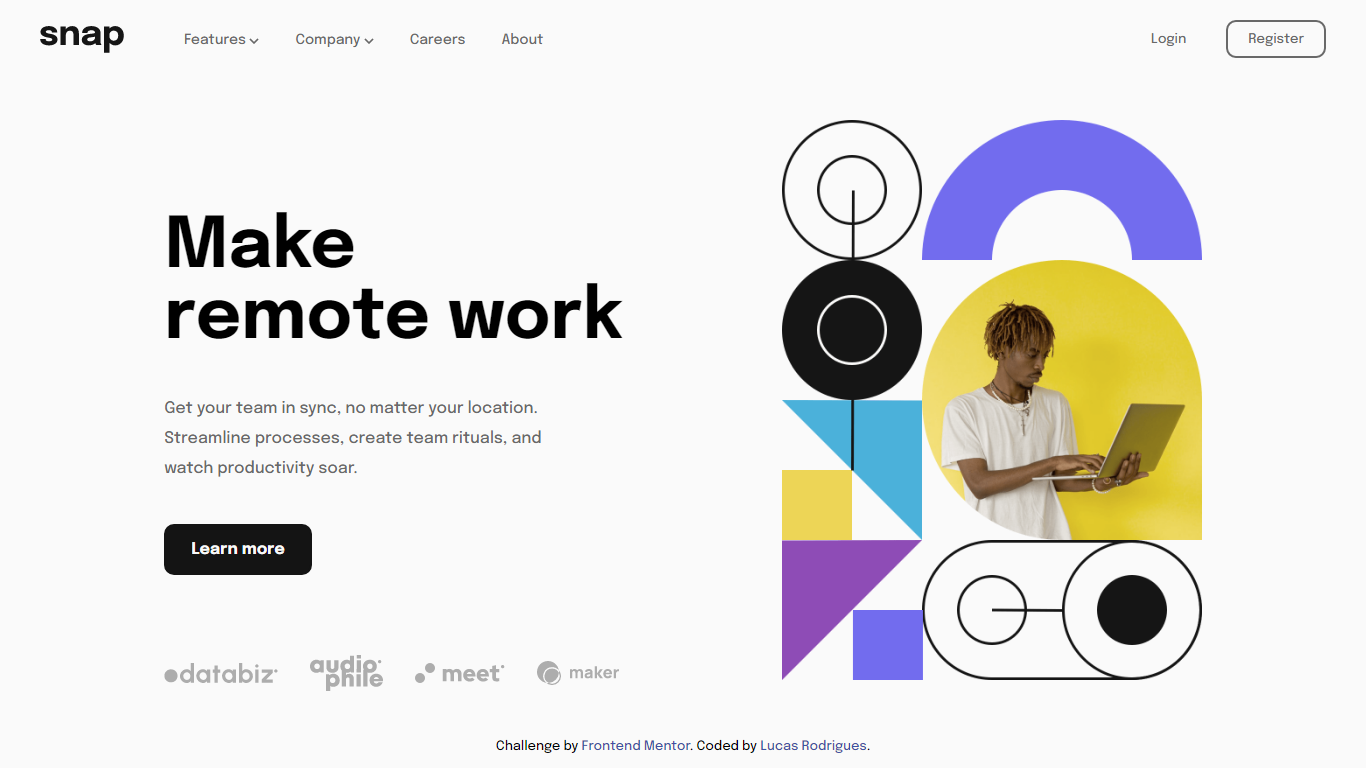 snap
Features
Company
Careers
About
Login
Register
Make
remote work
Get your team in sync, no matter your location.
Streamline processes, create team rituals, and
watch productivity soar.
Learn more
databiz
audio
phile
meet
maker
Challenge by Frontend Mentor. Coded by Lucas Rodrigues.